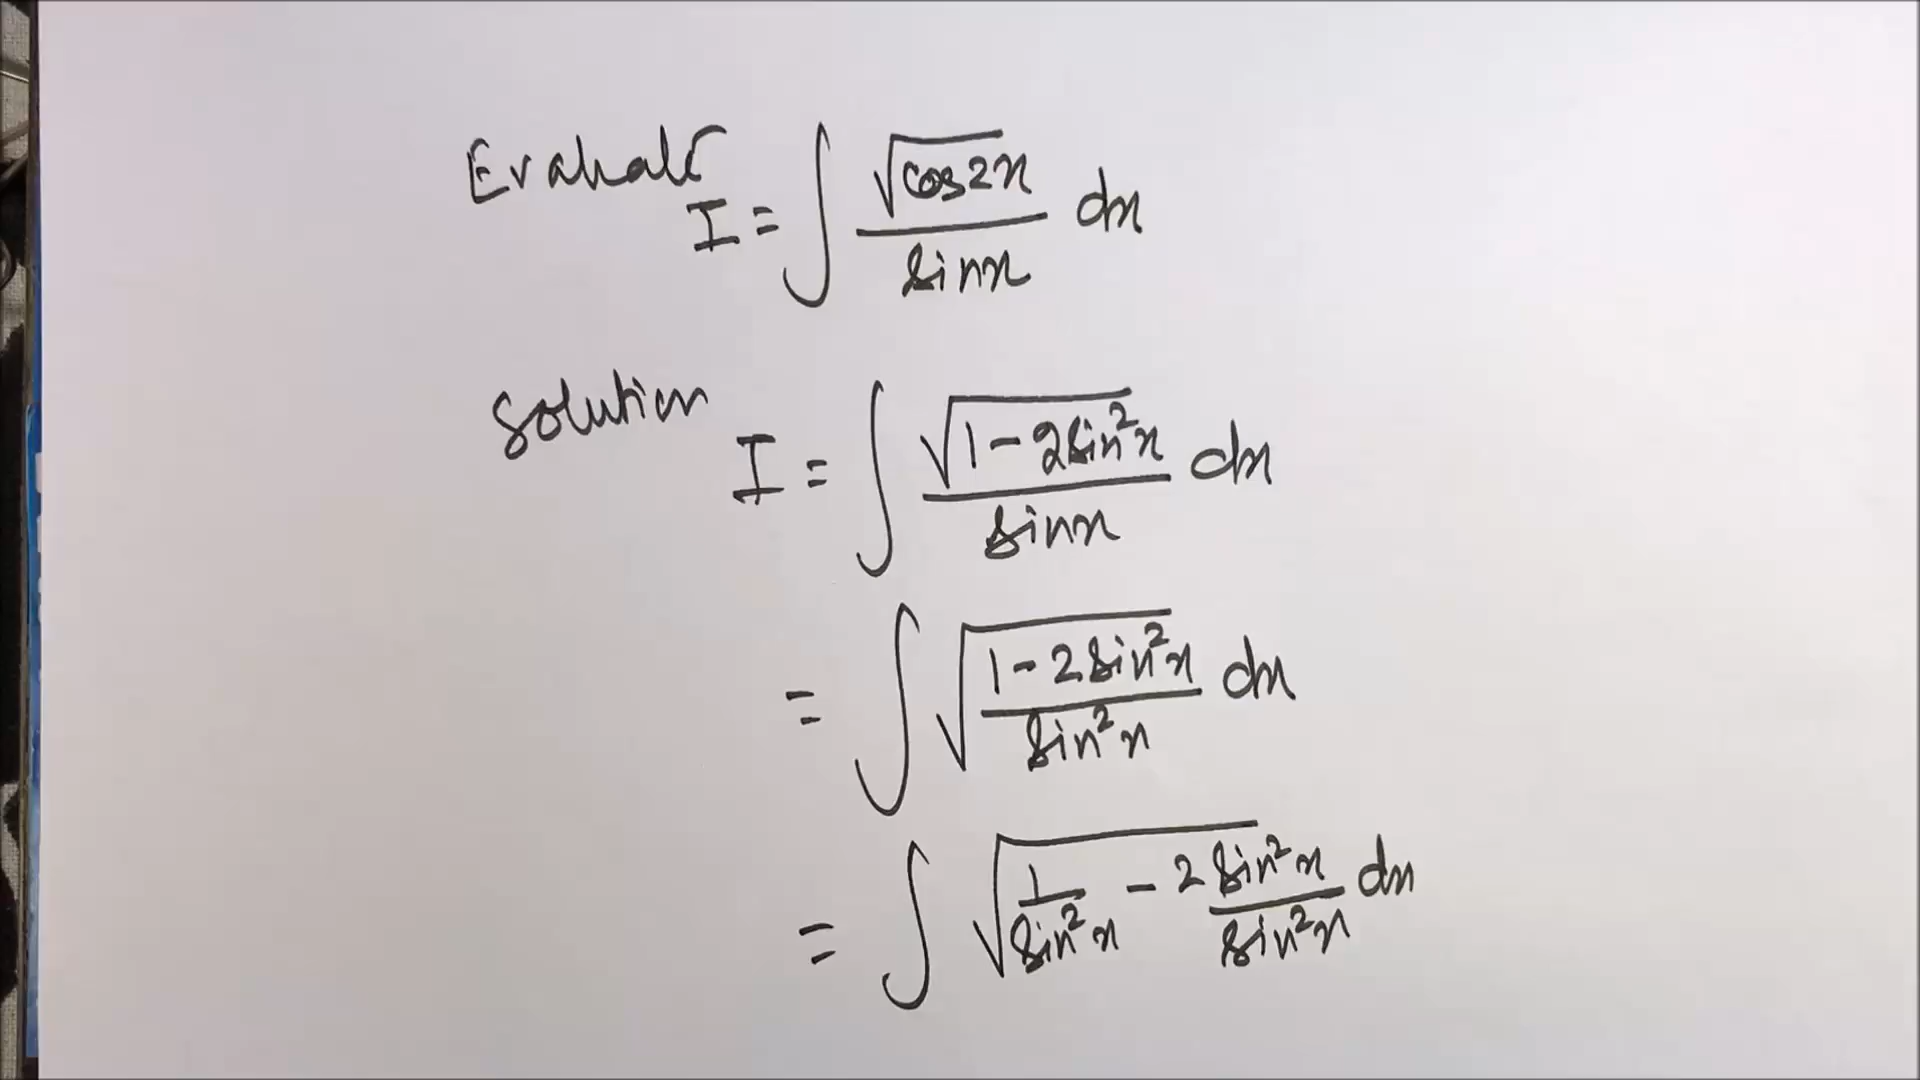 Evaluate
I = ∫ √cos2x / sinx dx
Solution
I = ∫ √1-2sin²x / sinx dx
= ∫ √(1-2sin²x / sin²x) dx
= ∫ √(1/sin²x - 2sin²x/sin²x) dx